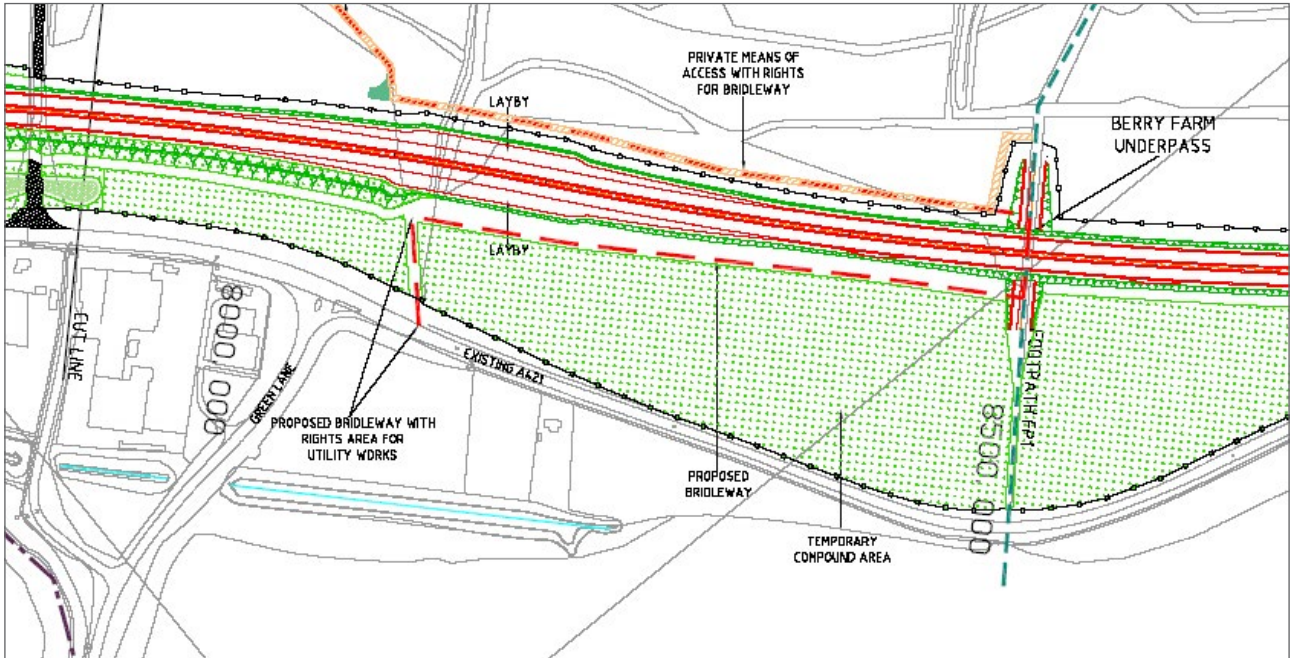 PRIVATE MEANS OF
ACCESS WITH RIGHTS
FOR BRIDLEWAY
LAYBY
BERRY FARM
UNDERPASS
LAYBY
CUT LINE
8000.000
GREEN LANE
EXISTING A421
PROPOSED BRIDLEWAY WITH
RIGHTS AREA FOR
UTILITY WORKS
PROPOSED
BRIDLEWAY
TEMPORARY
COMPOUND AREA
8500.000
FOOTPATH FP1